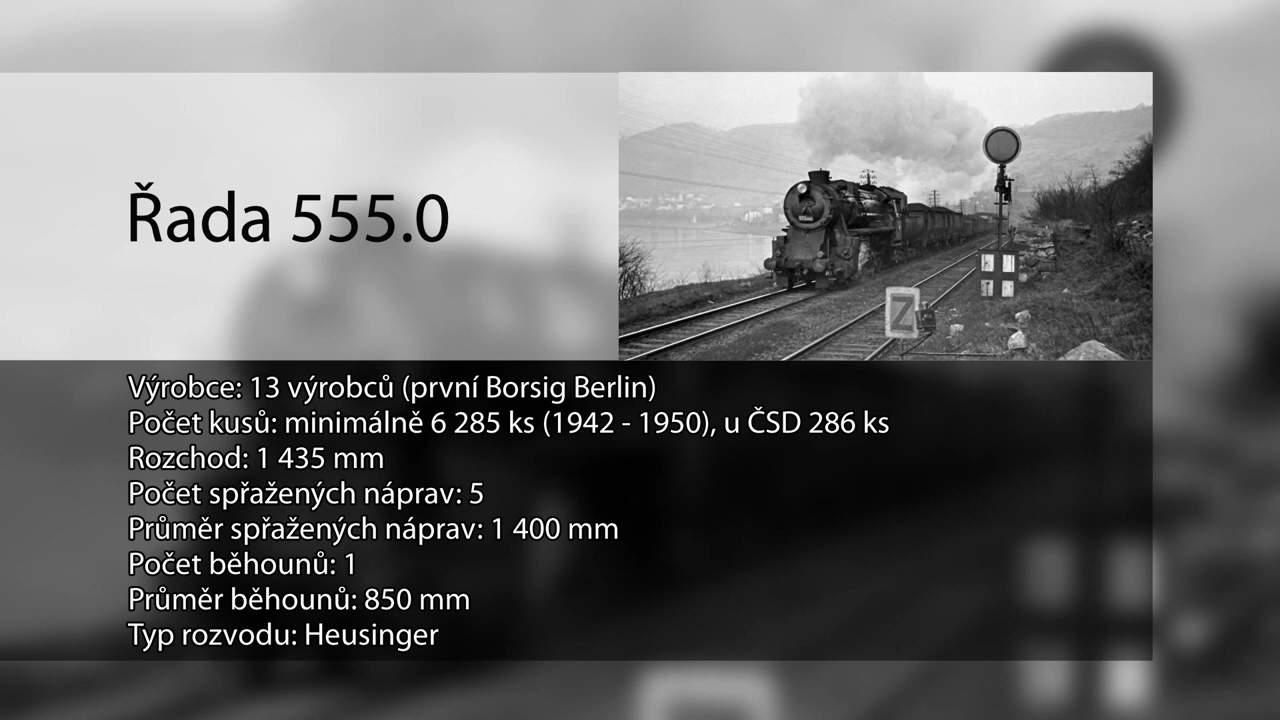 Řada 555.0
Z
Výrobce: 13 výrobců (první Borsig Berlin)
Počet kusů: minimálně 6 285 ks (1942 - 1950), u ČSD 286 ks
Rozchod: 1 435 mm
Počet spřažených náprav: 5
Průměr spřažených náprav: 1 400 mm
Počet běhounů: 1
Průměr běhounů: 850 mm
Typ rozvodu: Heusinger